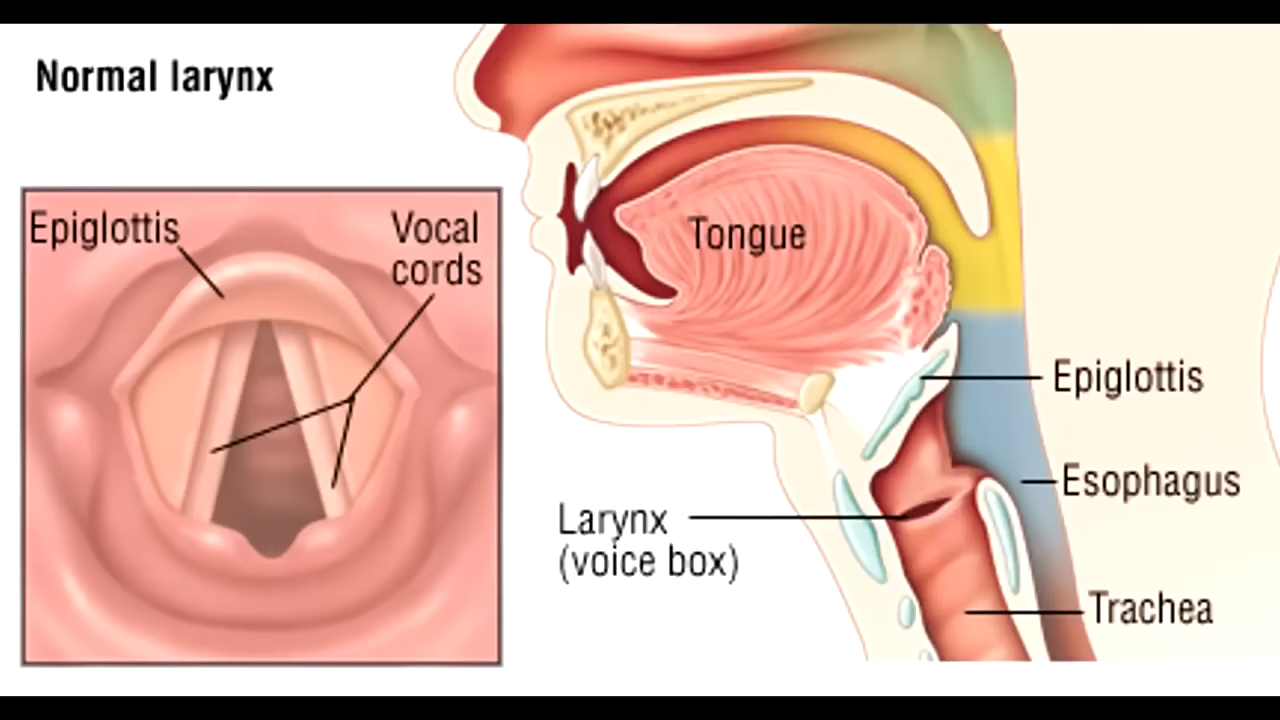 Normal larynx
Epiglottis
Vocal
cords
Tongue
Epiglottis
Esophagus
Larynx
(voice box)
Trachea